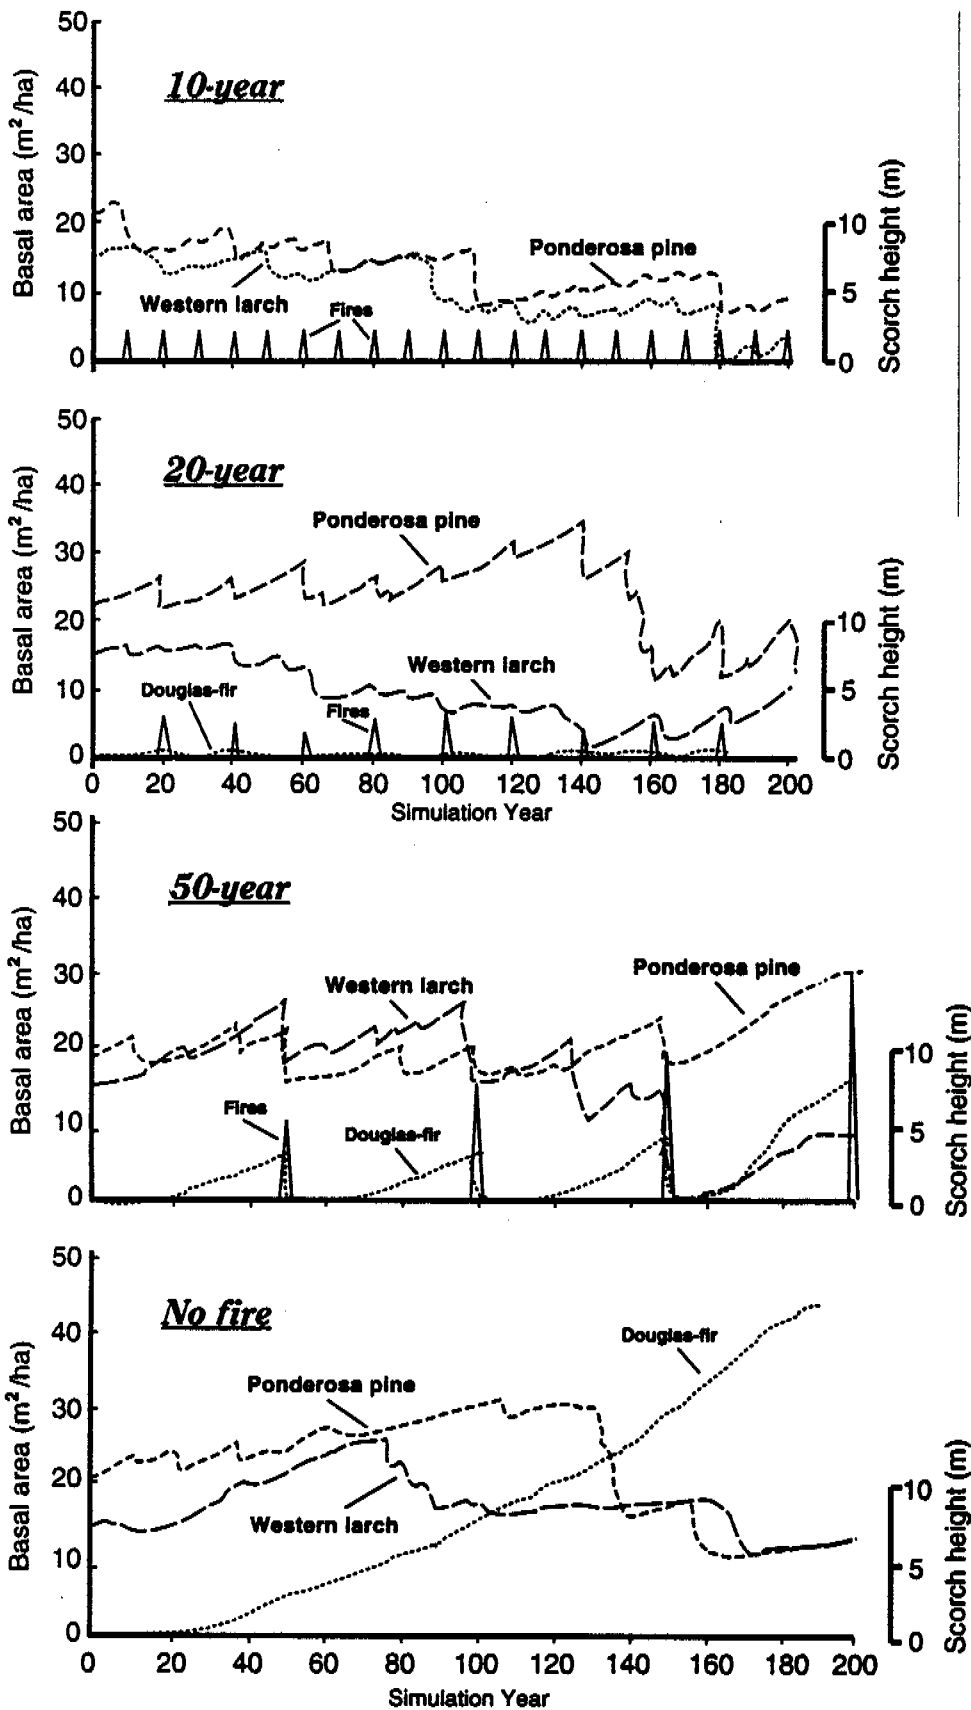 50
10-year
40
30
20
10
0
Basal area (m²/ha)
Ponderosa pine
Western larch
Fires
10
5
0
Scorch height (m)
50
20-year
40
30
20
10
0
Basal area (m²/ha)
Ponderosa pine
Western larch
Douglas-fir
Fires
10
5
0
Scorch height (m)
0 20 40 60 80 100 120 140 160 180 200
Simulation Year
50
50-year
40
30
20
10
0
Basal area (m²/ha)
Western larch
Ponderosa pine
Fires
Douglas-fir
10
5
0
Scorch height (m)
50
No fire
40
30
20
10
0
Basal area (m²/ha)
Douglas-fir
Ponderosa pine
Western larch
10
5
0
Scorch height (m)
0 20 40 60 80 100 120 140 160 180 200
Simulation Year